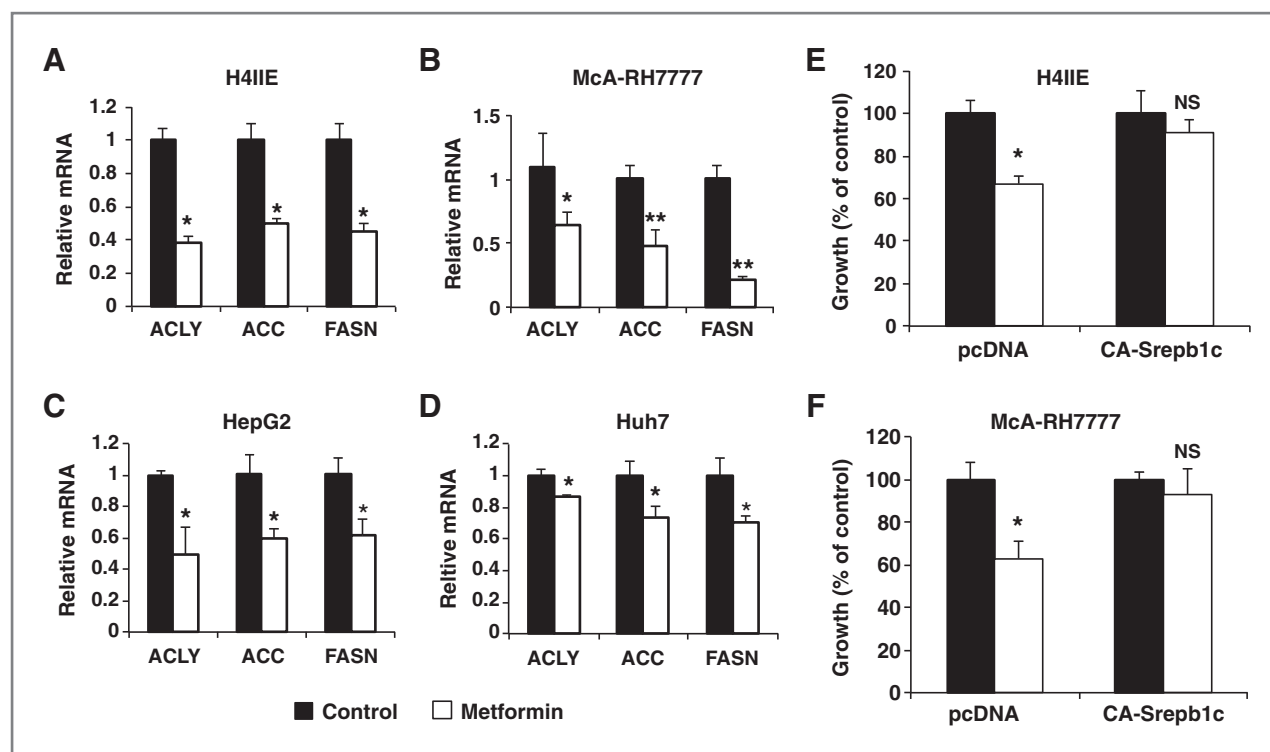 A
H4IIE
Relative mRNA
1.2
1
0.8
0.6
0.4
0.2
0
*
*
*
ACLY ACC FASN
B
McA-RH7777
Relative mRNA
1.5
1
0.5
0
*
**
**
ACLY ACC FASN
E
H4IIE
Growth (% of control)
120
100
80
60
40
20
0
*
NS
pcDNA CA-Srepb1c
C
HepG2
Relative mRNA
1.2
1
0.8
0.6
0.4
0.2
0
*
*
*
ACLY ACC FASN
D
Huh7
Reltive mRNA
1.2
1
0.8
0.6
0.4
0.2
0
*
*
*
ACLY ACC FASN
F
McA-RH7777
Growth (% of control)
120
100
80
60
40
20
0
*
NS
pcDNA CA-Srepb1c
Control Metformin